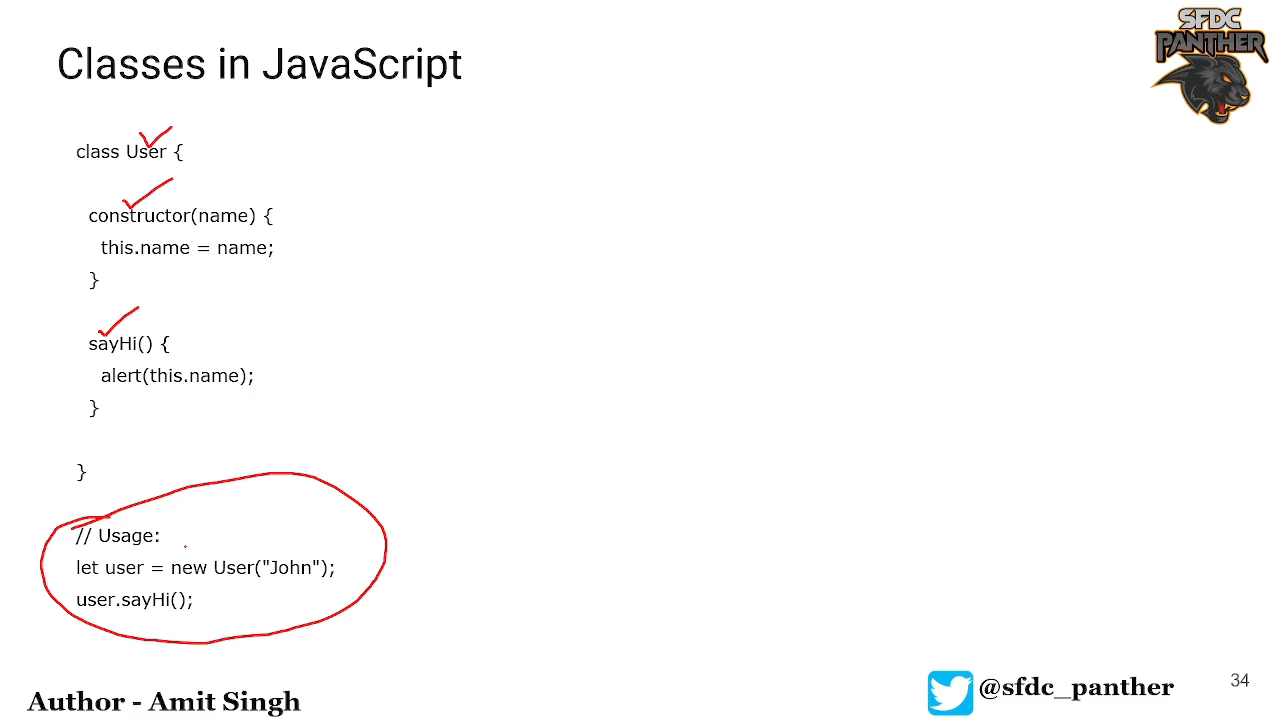 SFDC
PANTHER
Classes in JavaScript
class User {
constructor(name) {
this.name = name;
}
sayHi() {
alert(this.name);
}
}
// Usage:
let user = new User("John");
user.sayHi();
Author - Amit Singh
@sfdc_panther
34